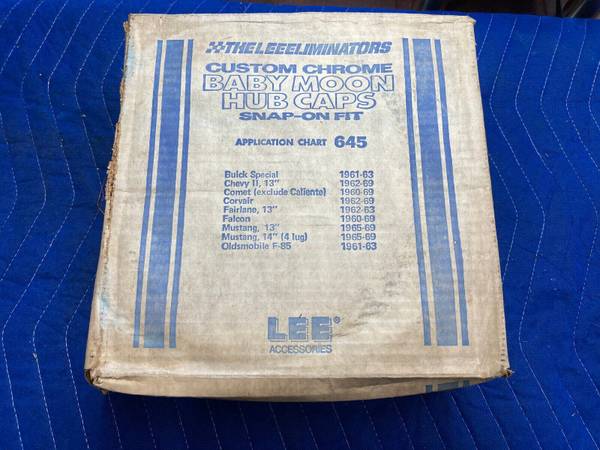 THE LEEELIMINATORS
CUSTOM CHROME
BABY MOON
HUB CAPS
SNAP-ON FIT
APPLICATION CHART 645
Buick Special 1961-63
Chevy II, 13" 1962-69
Comet (exclude Caliente) 1960-69
Corvair 1962-69
Fairlane, 13" 1962-63
Falcon 1960-69
Mustang, 13" 1965-69
Mustang, 14" (4 lug) 1965-69
Oldsmobile F-85 1961-63
LEE®
ACCESSORIES